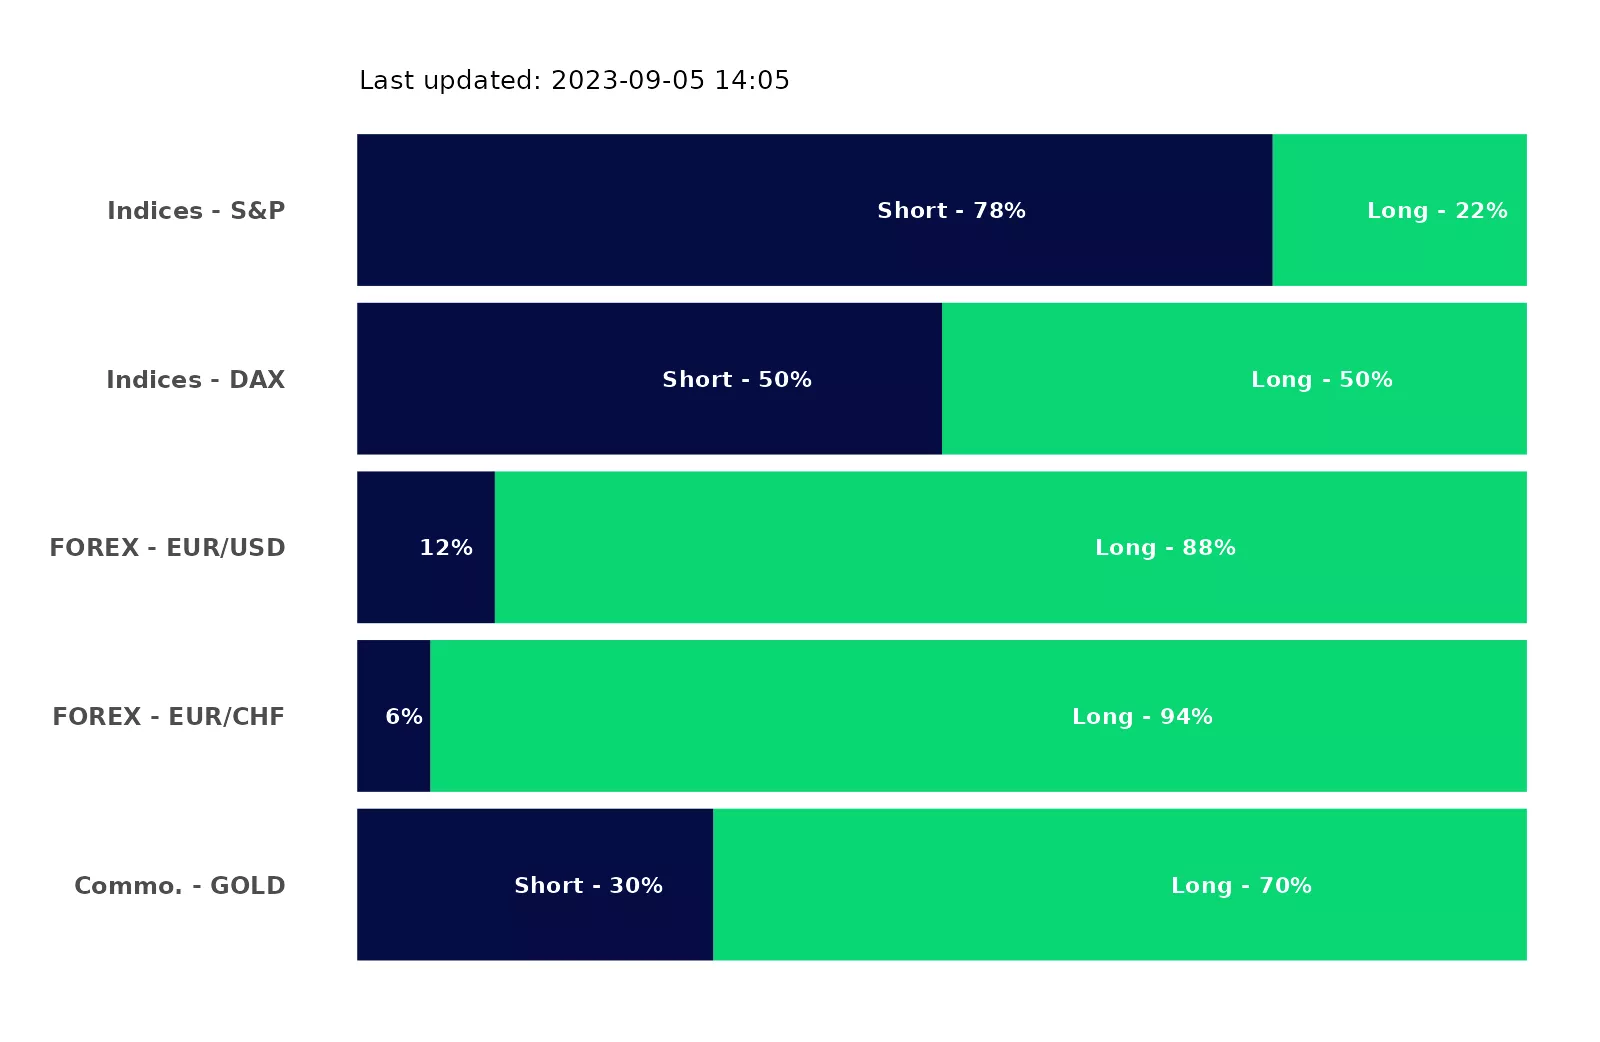 Last updated: 2023-09-05 14:05
Indices - S&P Short - 78% Long - 22%
Indices - DAX Short - 50% Long - 50%
FOREX - EUR/USD 12% Long - 88%
FOREX - EUR/CHF 6% Long - 94%
Commo. - GOLD Short - 30% Long - 70%